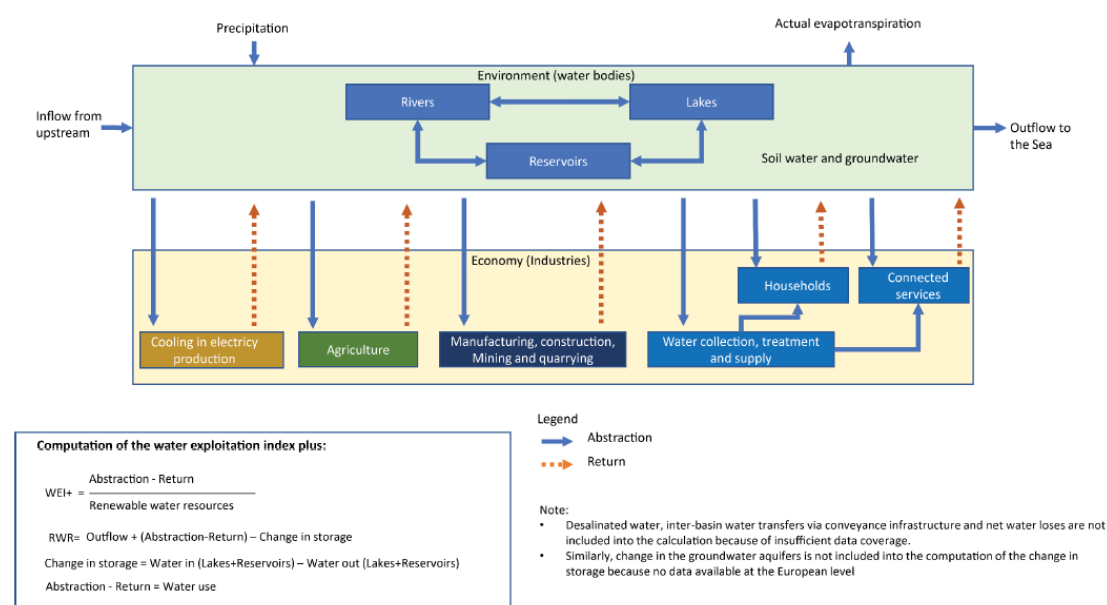 Precipitation
Actual evapotranspiration
Environment (water bodies)
Rivers
Lakes
Inflow from
upstream
Outflow to
the Sea
Reservoirs
Soil water and groundwater
Economy (Industries)
Households
Connected
services
Cooling in electricy
production
Agriculture
Manufacturing, construction,
Mining and quarrying
Water collection, treatment
and supply
Legend
Abstraction
Return
Computation of the water exploitation index plus:
WEI+ = Abstraction - Return
Renewable water resources
RWR= Outflow + (Abstraction-Return) – Change in storage
Change in storage = Water in (Lakes+Reservoirs) – Water out (Lakes+Reservoirs)
Abstraction - Return = Water use
Note:
• Desalinated water, inter-basin water transfers via conveyance infrastructure and net water loses are not
included into the calculation because of insufficient data coverage.
• Similarly, change in the groundwater aquifers is not included into the computation of the change in
storage because no data available at the European level